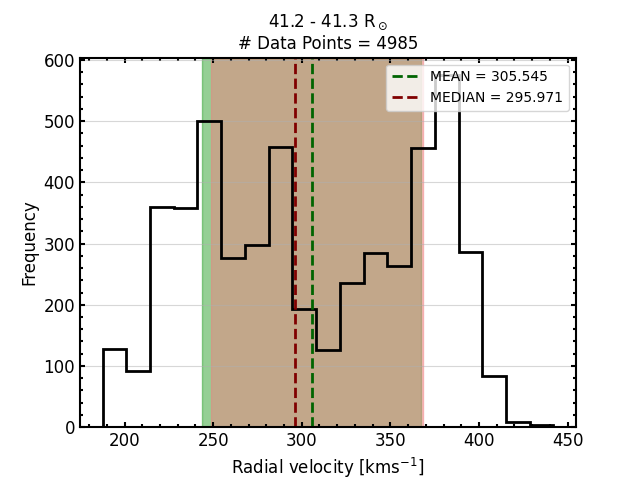 41.2 - 41.3 R⊙
# Data Points = 4985
MEAN = 305.545
MEDIAN = 295.971
Frequency
600
500
400
300
200
100
0
200 250 300 350 400 450
Radial velocity [kms⁻¹]